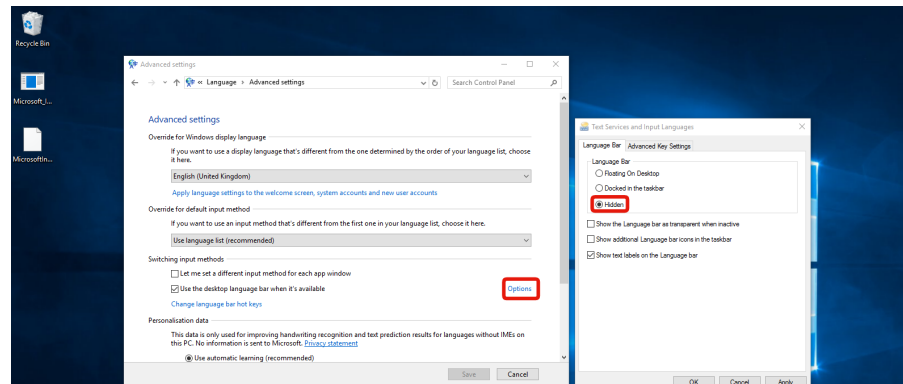 Recycle Bin
Microsoft_I...
MicrosoftIn...
Advanced settings
« Language › Advanced settings
Search Control Panel
Advanced settings
Override for Windows display language
If you want to use a display language that's different from the one determined by the order of your language list, choose
it here.
English (United Kingdom)
Apply language settings to the welcome screen, system accounts and new user accounts
Override for default input method
If you want to use an input method that's different from the first one in your language list, choose it here.
Use language list (recommended)
Switching input methods
Let me set a different input method for each app window
Use the desktop language bar when it's available
Options
Change language bar hot keys
Personalisation data
This data is only used for improving handwriting recognition and text prediction results for languages without IMEs on
this PC. No information is sent to Microsoft. Privacy statement
Use automatic learning (recommended)
Save
Cancel
Text Services and Input Languages
Language Bar
Advanced Key Settings
Language Bar
Floating On Desktop
Docked in the taskbar
Hidden
Show the Language bar as transparent when inactive
Show additional Language bar icons in the taskbar
Show text labels on the Language bar
OK
Cancel
Apply